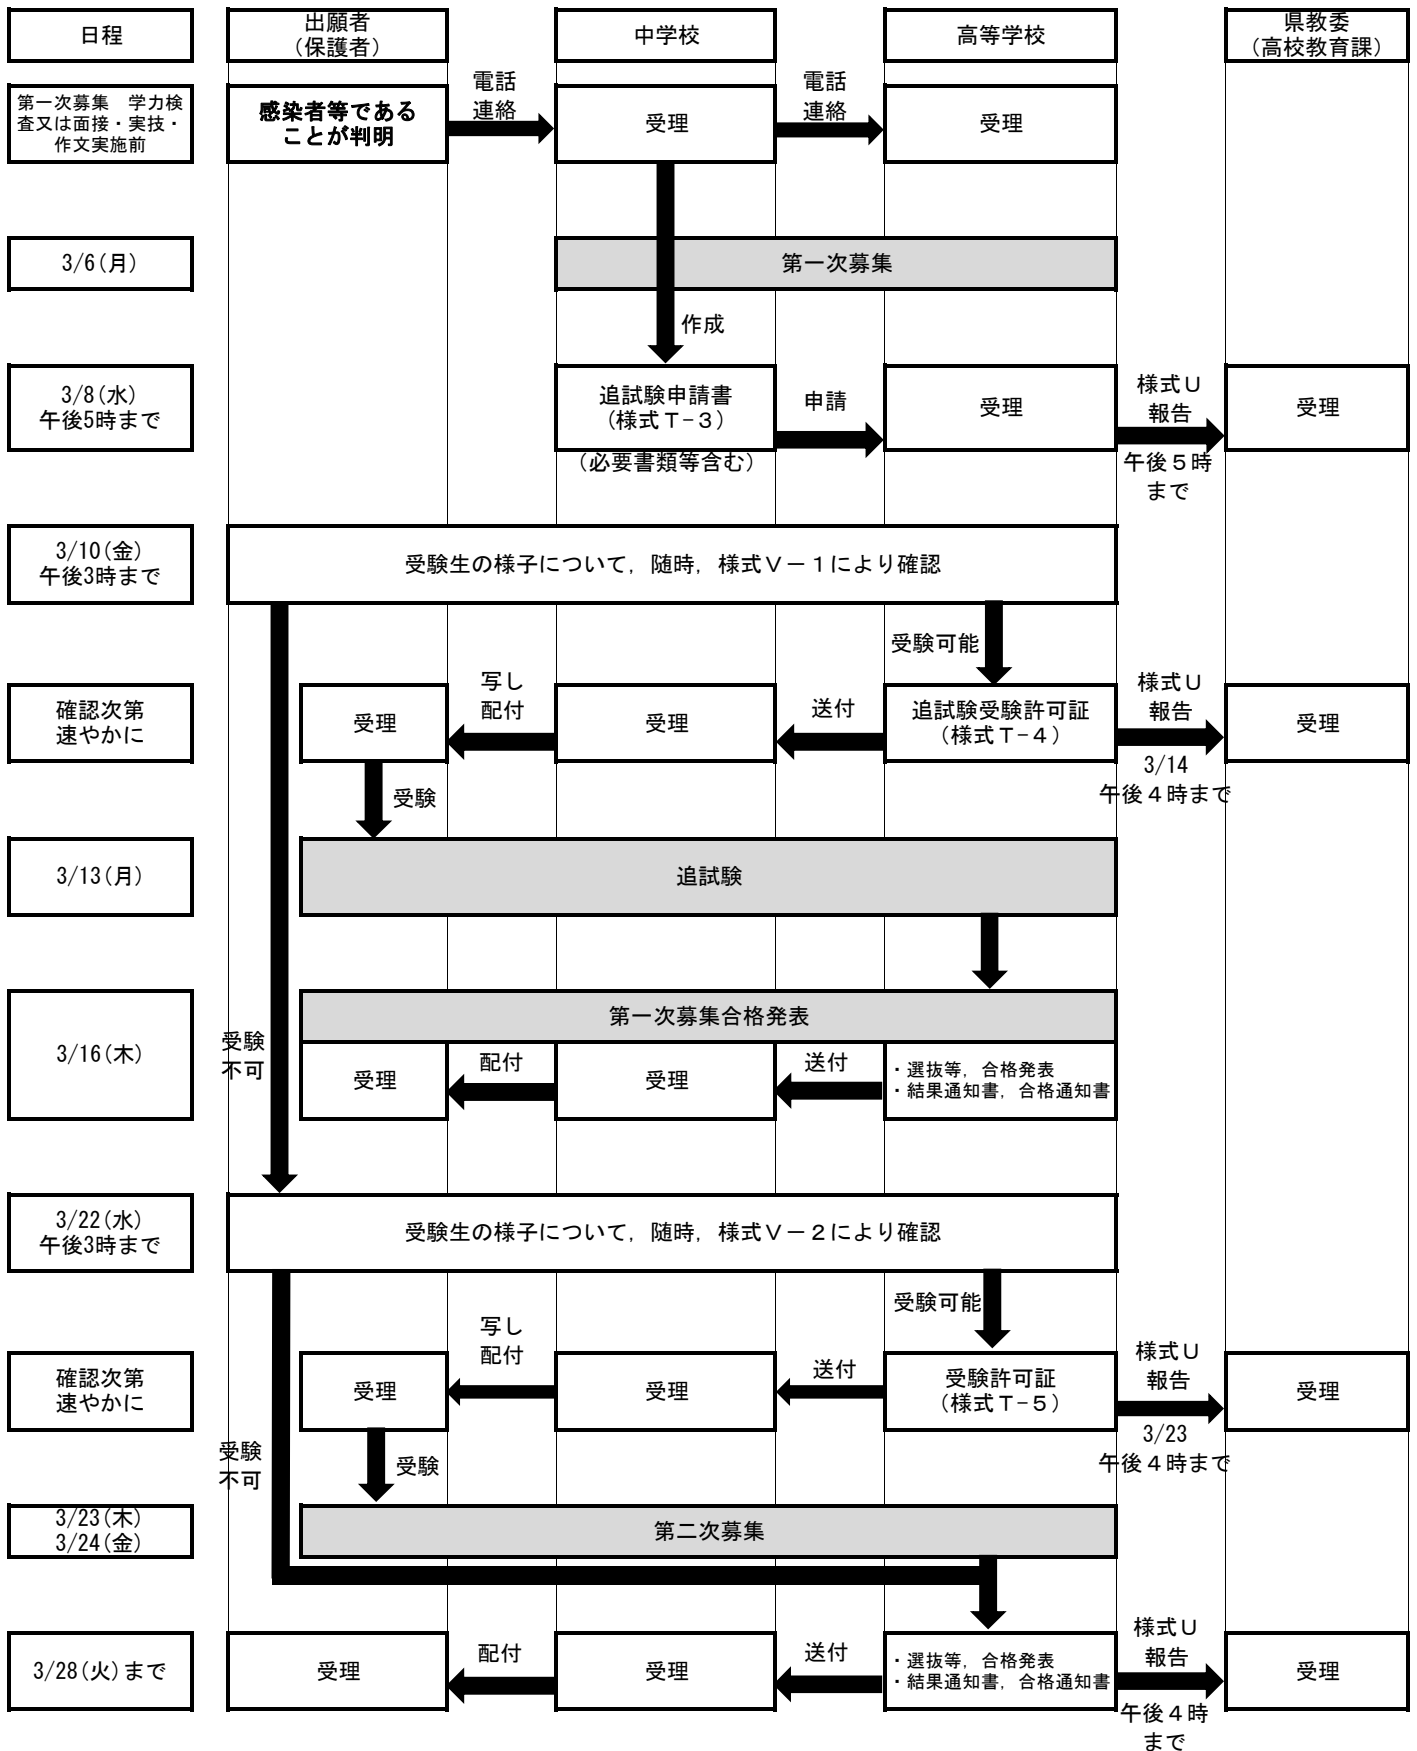 日程
出願者
(保護者)
中学校
高等学校
県教委
(高校教育課)
第一次募集　学力検
査又は面接・実技・
作文実施前
感染者等である
ことが判明
電話
連絡
受理
電話
連絡
受理
3/6(月)
第一次募集
作成
3/8(水)
午後5時まで
追試験申請書
(様式Ｔ-３)
(必要書類等含む)
申請
受理
様式Ｕ
報告
午後５時
まで
受理
3/10(金)
午後3時まで
受験生の様子について，随時，様式Ｖ－１により確認
受験可能
確認次第
速やかに
受理
写し
配付
受理
送付
追試験受験許可証
(様式Ｔ-４)
様式Ｕ
報告
3/14
午後４時まで
受理
受験
3/13(月)
追試験
3/16(木)
受験
不可
第一次募集合格発表
受理
配付
受理
送付
・選抜等，合格発表
・結果通知書，合格通知書
3/22(水)
午後3時まで
受験生の様子について，随時，様式Ｖ－２により確認
受験可能
確認次第
速やかに
受理
写し
配付
受理
送付
受験許可証
(様式Ｔ-５)
様式Ｕ
報告
3/23
午後４時まで
受理
受験
不可
受験
3/23(木)
3/24(金)
第二次募集
3/28(火)まで
受理
配付
受理
送付
・選抜等，合格発表
・結果通知書，合格通知書
様式Ｕ
報告
午後４時
まで
受理